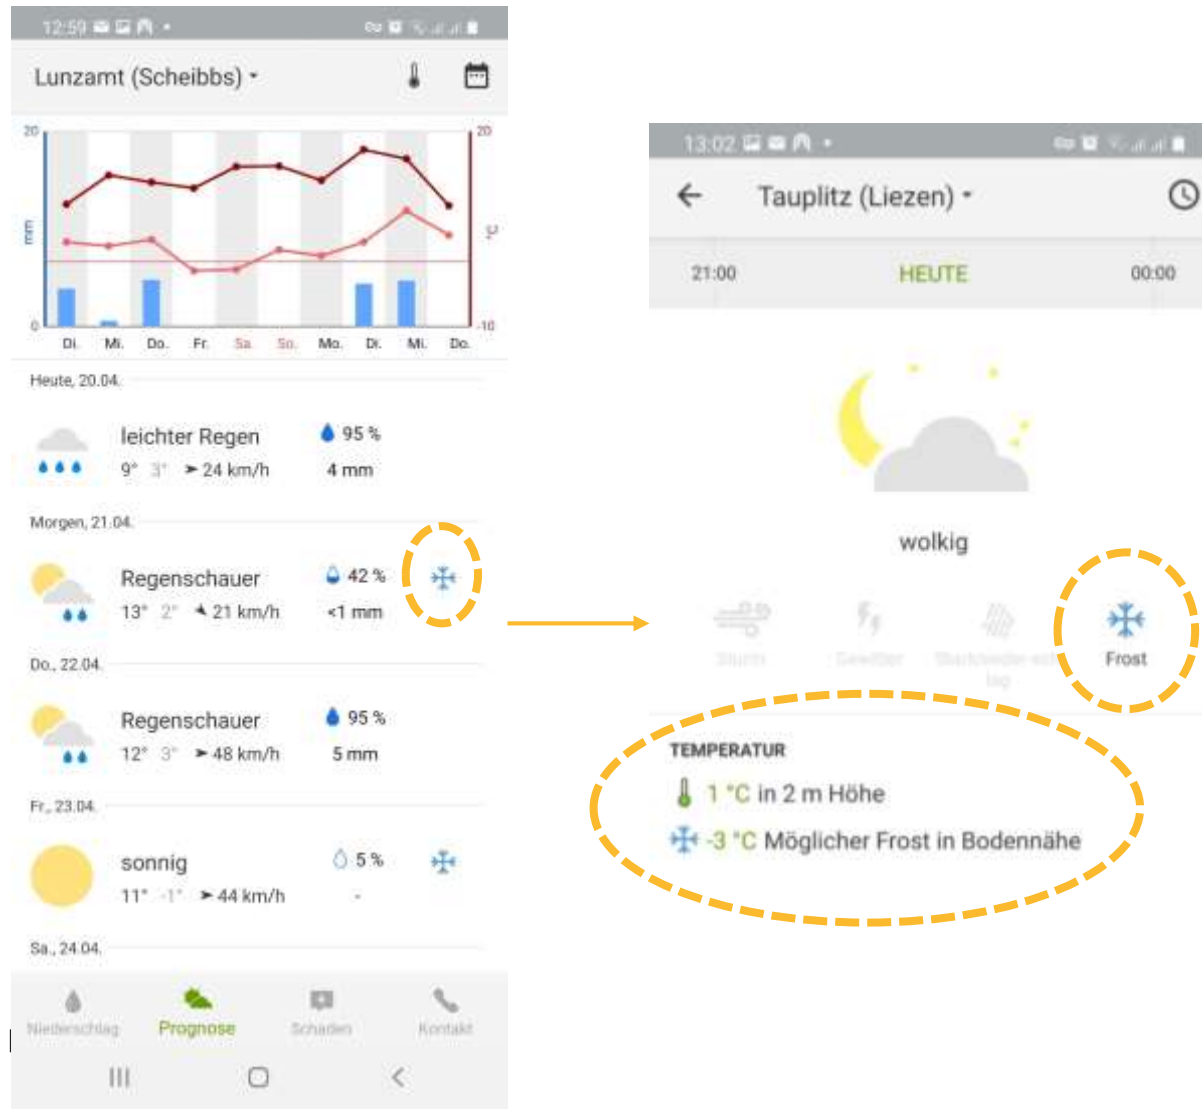 12:59
Lunzamt (Scheibbs)
20
20
mm
°C
0
-10
Di. Mi. Do. Fr. Sa. So. Mo. Di. Mi. Do.
Heute, 20.04.
leichter Regen 95 %
9° 3° 24 km/h 4 mm
Morgen, 21.04.
Regenschauer 42 %
13° 2° 21 km/h <1 mm
Do., 22.04.
Regenschauer 95 %
12° 3° 48 km/h 5 mm
Fr., 23.04.
sonnig 5 %
11° -1° 44 km/h -
Sa., 24.04.
Niederschlag Prognose Schaden Kontakt
13:02
Tauplitz (Liezen)
21:00 HEUTE 00:00
wolkig
Sturm Gewitter Frost
TEMPERATUR
1 °C in 2 m Höhe
-3 °C Möglicher Frost in Bodennähe